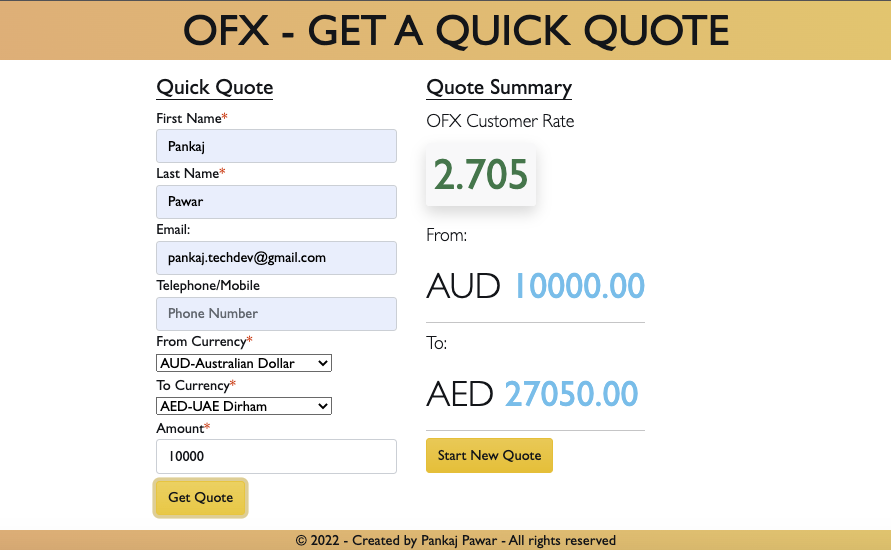 OFX - GET A QUICK QUOTE
Quick Quote
First Name*
Pankaj
Last Name*
Pawar
Email:
pankaj.techdev@gmail.com
Telephone/Mobile
Phone Number
From Currency*
AUD-Australian Dollar
To Currency*
AED-UAE Dirham
Amount*
10000
Get Quote
Quote Summary
OFX Customer Rate
2.705
From:
AUD 10000.00
To:
AED 27050.00
Start New Quote
© 2022 - Created by Pankaj Pawar - All rights reserved